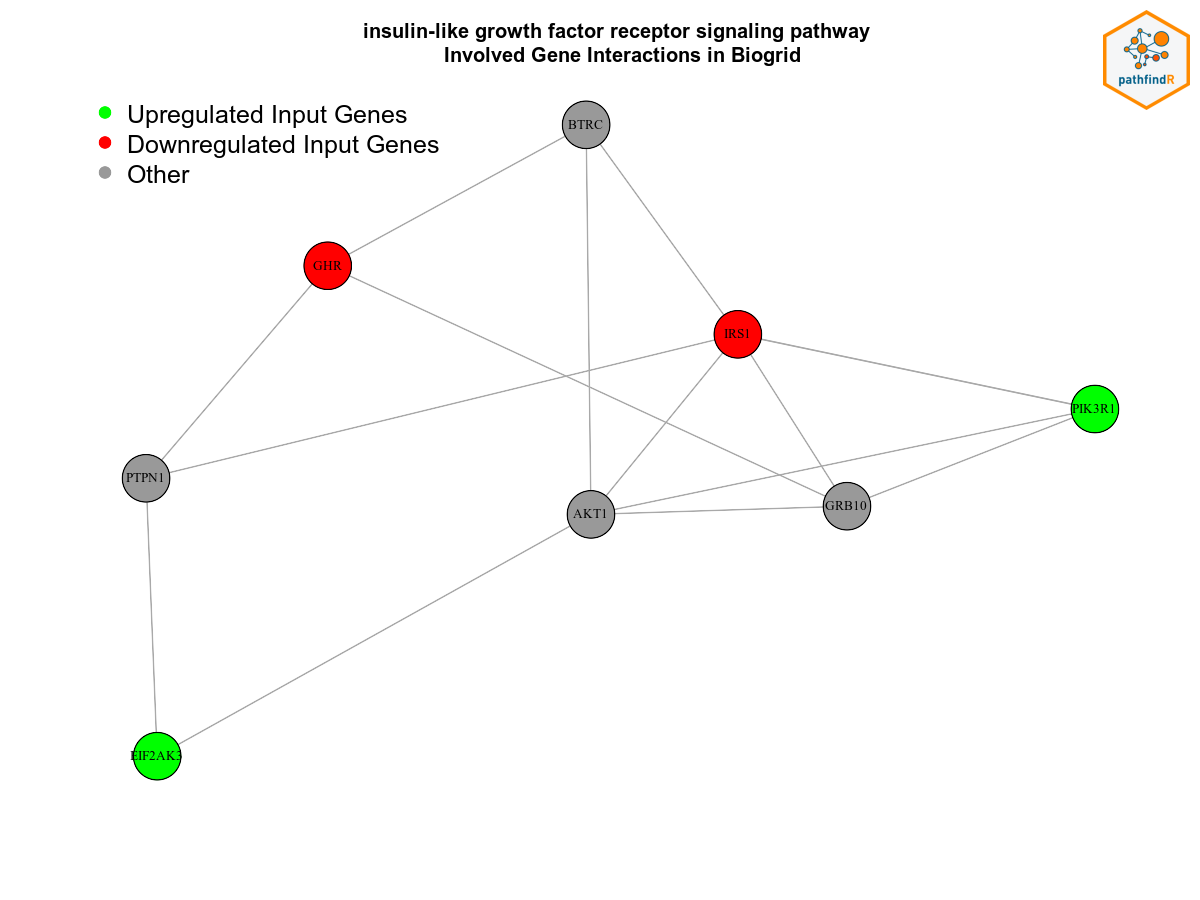 insulin-like growth factor receptor signaling pathway
Involved Gene Interactions in Biogrid
pathfindR
Upregulated Input Genes
Downregulated Input Genes
Other
BTRC
GHR
IRS1
PIK3R1
PTPN1
AKT1
GRB10
EIF2AK3